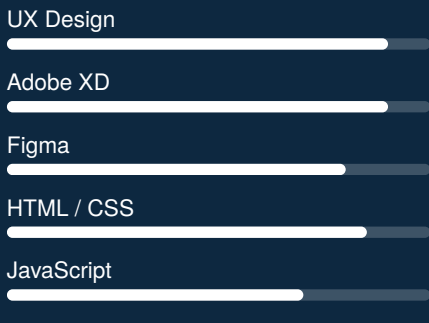 UX Design
Adobe XD
Figma
HTML / CSS
JavaScript